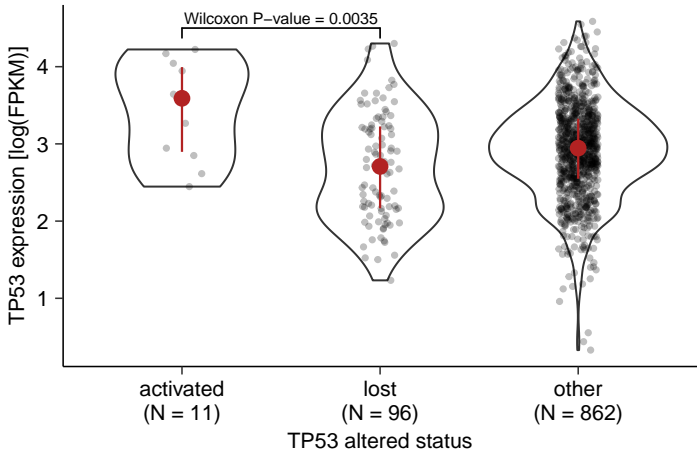 Wilcoxon P−value = 0.0035
TP53 expression [log(FPKM)]
4
3
2
1
activated
(N = 11)
lost
(N = 96)
other
(N = 862)
TP53 altered status